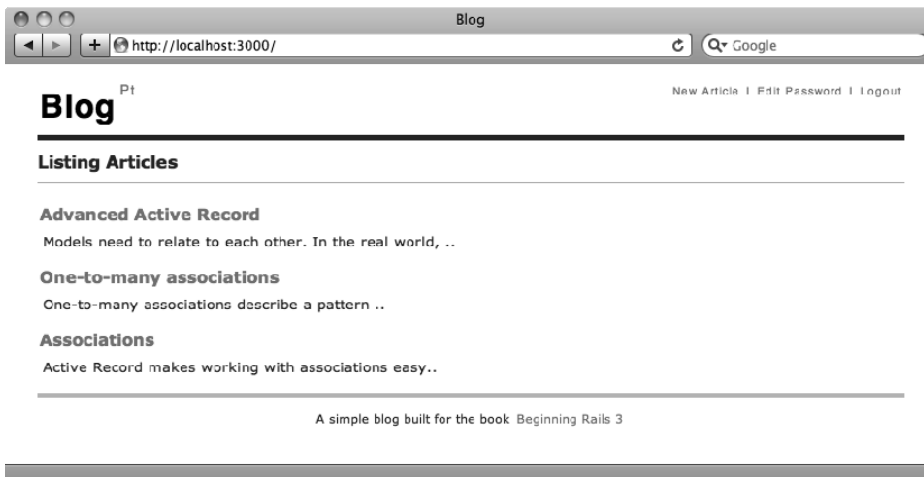 Blog
http://localhost:3000/
Google
Blog Pt
New Article | Edit Password | Logout
Listing Articles
Advanced Active Record
Models need to relate to each other. In the real world, ..
One-to-many associations
One-to-many associations describe a pattern ..
Associations
Active Record makes working with associations easy..
A simple blog built for the book Beginning Rails 3